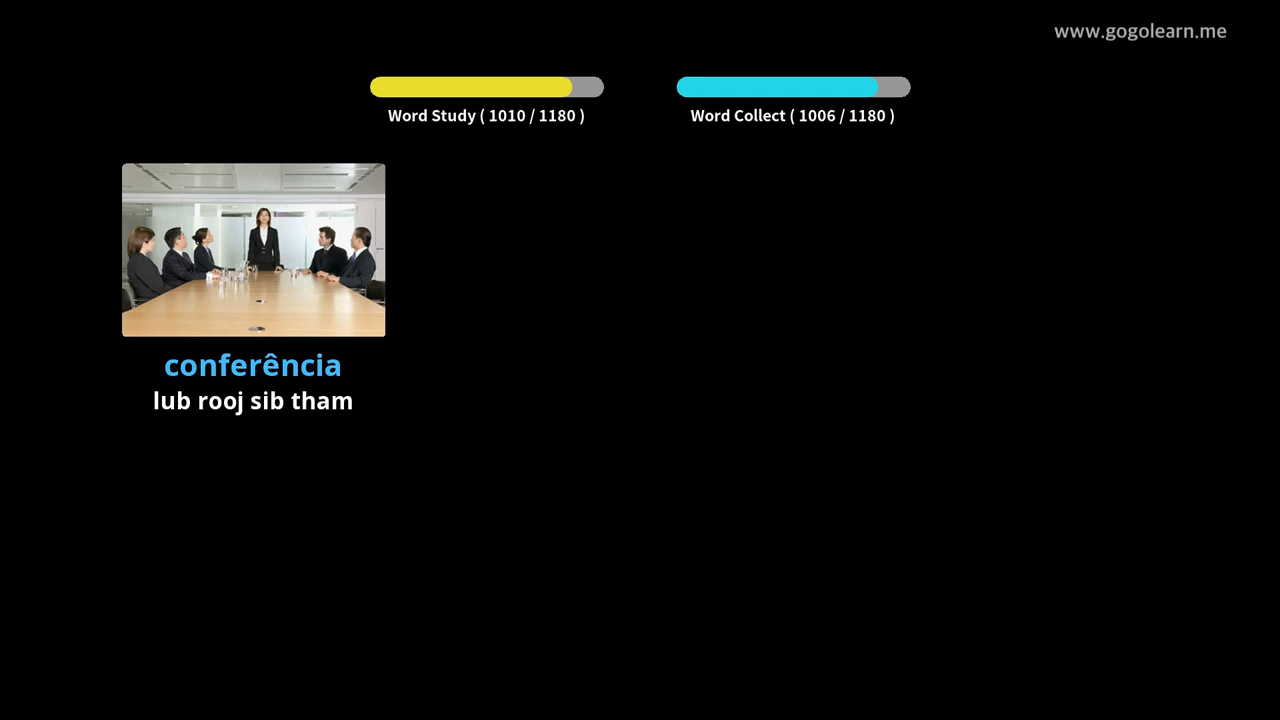 www.gogolearn.me
Word Study ( 1010 / 1180 )
Word Collect ( 1006 / 1180 )
conferência
lub rooj sib tham